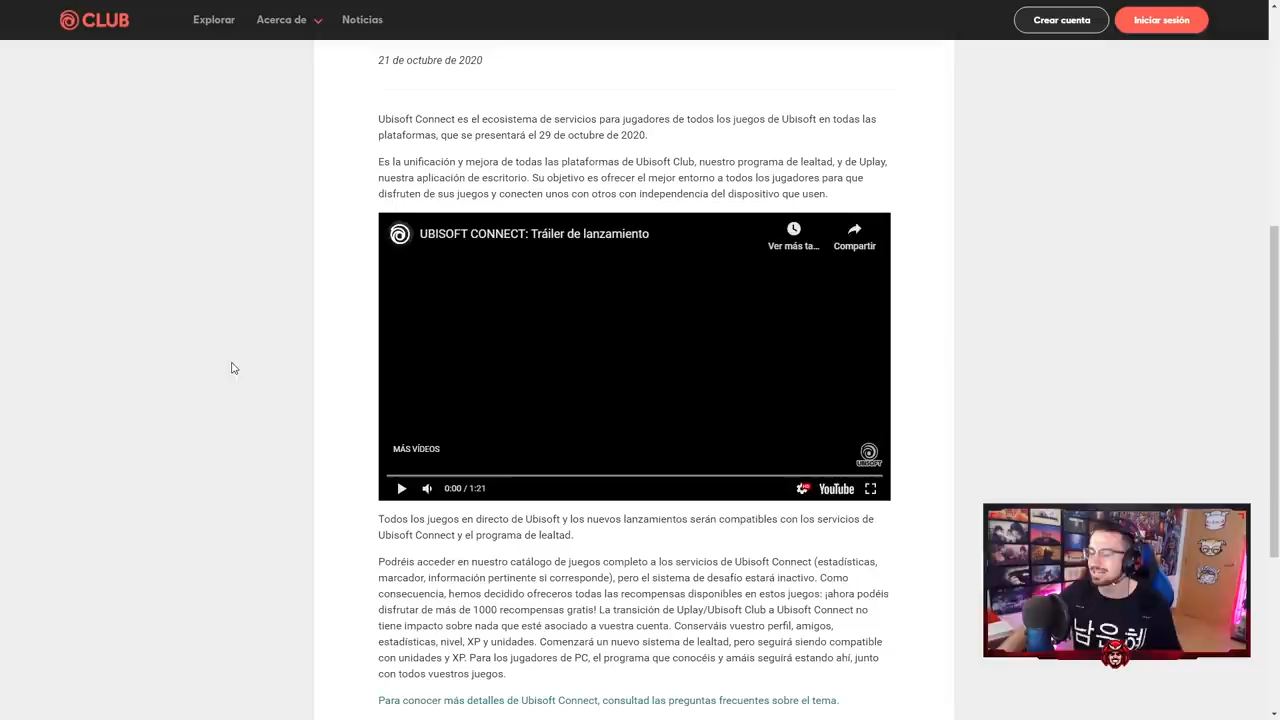 CLUB
Explorar
Acerca de
Noticias
Crear cuenta
Iniciar sesión
21 de octubre de 2020
Ubisoft Connect es el ecosistema de servicios para jugadores de todos los juegos de Ubisoft en todas las
plataformas, que se presentará el 29 de octubre de 2020.
Es la unificación y mejora de todas las plataformas de Ubisoft Club, nuestro programa de lealtad, y de Uplay,
nuestra aplicación de escritorio. Su objetivo es ofrecer el mejor entorno a todos los jugadores para que
disfruten de sus juegos y conecten unos con otros con independencia del dispositivo que usen.
UBISOFT CONNECT: Tráiler de lanzamiento
Ver más ta...
Compartir
MÁS VÍDEOS
UBISOFT
0:00 / 1:21
HD
YouTube
Todos los juegos en directo de Ubisoft y los nuevos lanzamientos serán compatibles con los servicios de
Ubisoft Connect y el programa de lealtad.
Podréis acceder en nuestro catálogo de juegos completo a los servicios de Ubisoft Connect (estadísticas,
marcador, información pertinente si corresponde), pero el sistema de desafío estará inactivo. Como
consecuencia, hemos decidido ofreceros todas las recompensas disponibles en estos juegos: ¡ahora podéis
disfrutar de más de 1000 recompensas gratis! La transición de Uplay/Ubisoft Club a Ubisoft Connect no
tiene impacto sobre nada que esté asociado a vuestra cuenta. Conserváis vuestro perfil, amigos,
estadísticas, nivel, XP y unidades. Comenzará un nuevo sistema de lealtad, pero seguirá siendo compatible
con unidades y XP. Para los jugadores de PC, el programa que conocéis y amáis seguirá estando ahí, junto
con todos vuestros juegos.
Para conocer más detalles de Ubisoft Connect, consultad las preguntas frecuentes sobre el tema.